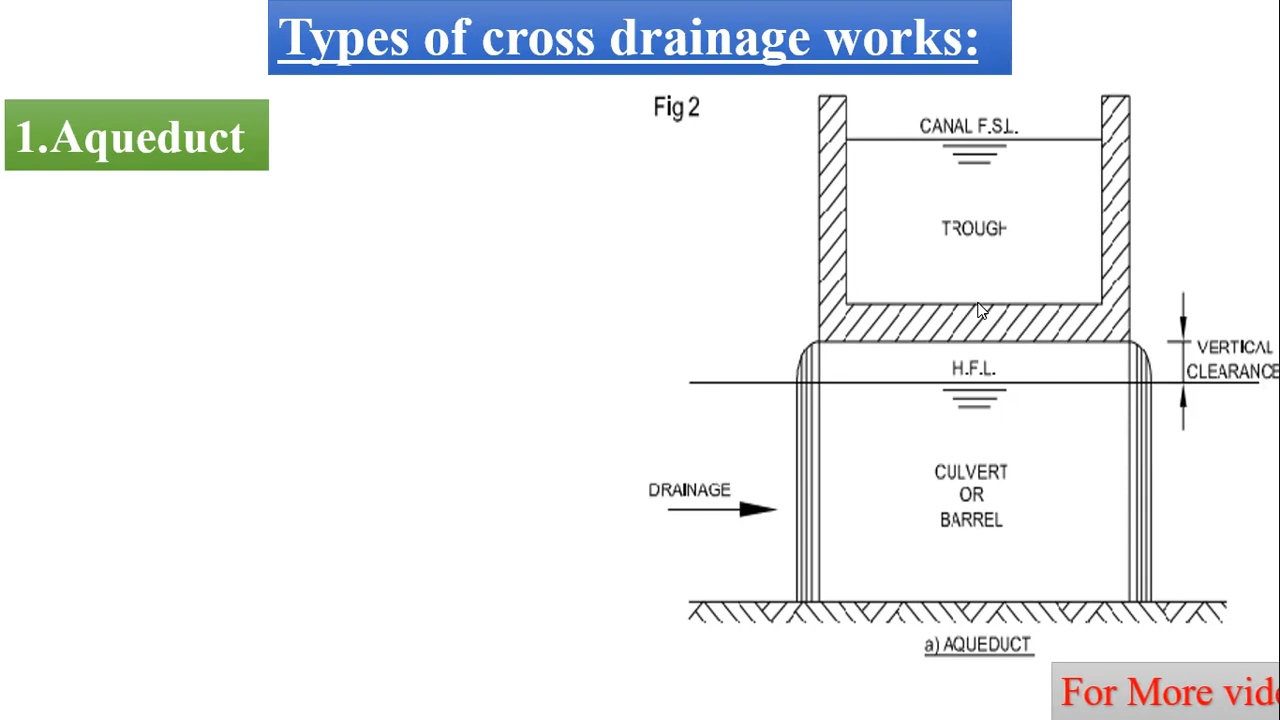 Types of cross drainage works:
1.Aqueduct
Fig 2
CANAL F.S.L.
TROUGH
VERTICAL
CLEARANCE
H.F.L.
CULVERT
OR
BARREL
DRAINAGE
a) AQUEDUCT
For More vid